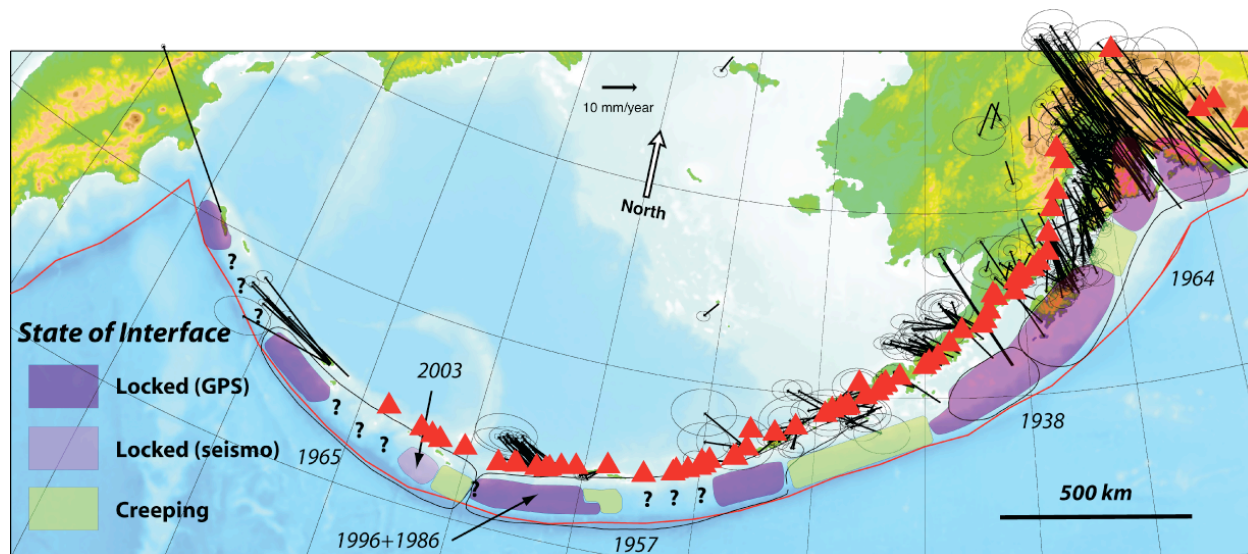 10 mm/year
North
?
?
?
State of Interface
Locked (GPS)
Locked (seismo)
Creeping
2003
?
?
?
1965
?
1996+1986
1957
? ? ?
1938
1964
500 km